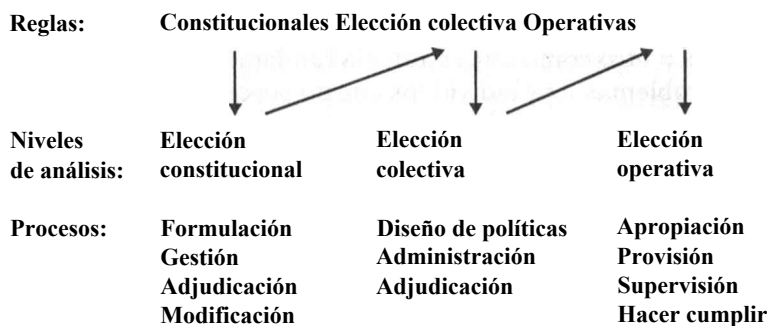 Reglas: Constitucionales Elección colectiva Operativas
Niveles de análisis:
Elección constitucional
Elección colectiva
Elección operativa
Procesos:
Formulación
Gestión
Adjudicación
Modificación
Diseño de políticas
Administración
Adjudicación
Apropiación
Provisión
Supervisión
Hacer cumplir